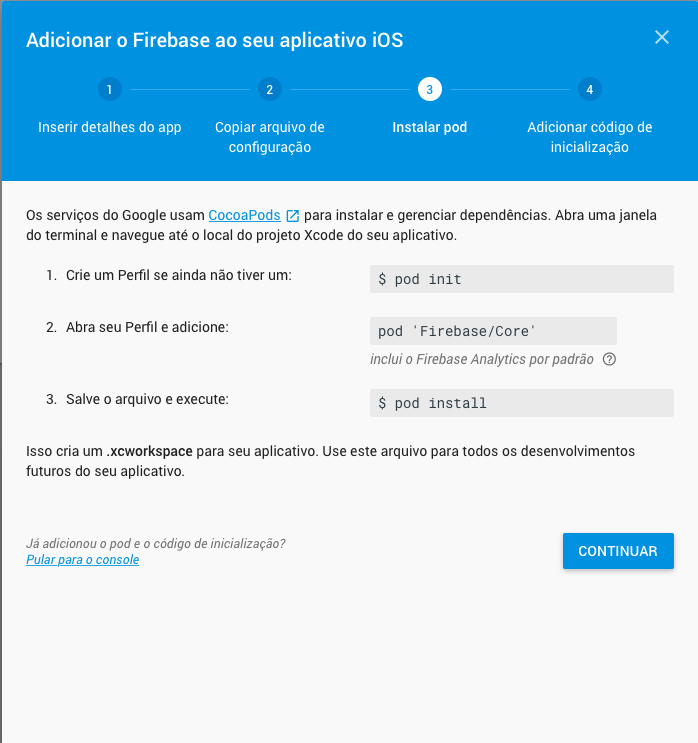 Adicionar o Firebase ao seu aplicativo iOS
1
2
3
4
Inserir detalhes do app
Copiar arquivo de
configuração
Instalar pod
Adicionar código de
inicialização
Os serviços do Google usam CocoaPods para instalar e gerenciar dependências. Abra uma janela
do terminal e navegue até o local do projeto Xcode do seu aplicativo.
1. Crie um Perfil se ainda não tiver um:
$ pod init
2. Abra seu Perfil e adicione:
pod 'Firebase/Core'
inclui o Firebase Analytics por padrão ?
3. Salve o arquivo e execute:
$ pod install
Isso cria um .xcworkspace para seu aplicativo. Use este arquivo para todos os desenvolvimentos
futuros do seu aplicativo.
Já adicionou o pod e o código de inicialização?
Pular para o console
CONTINUAR